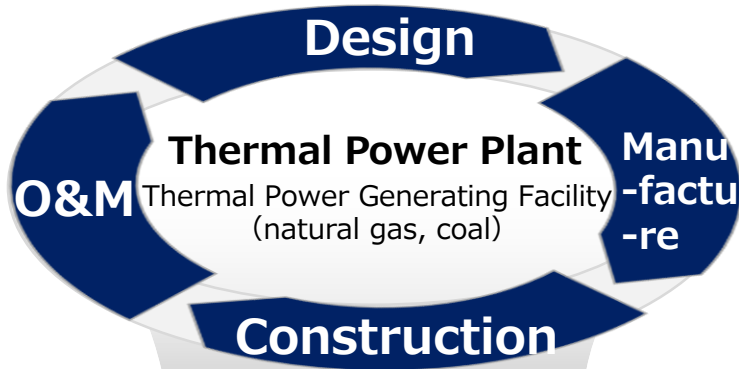 Design
Thermal Power Plant
Thermal Power Generating Facility
（natural gas, coal）
Manu
-factu
-re
O&M
Construction